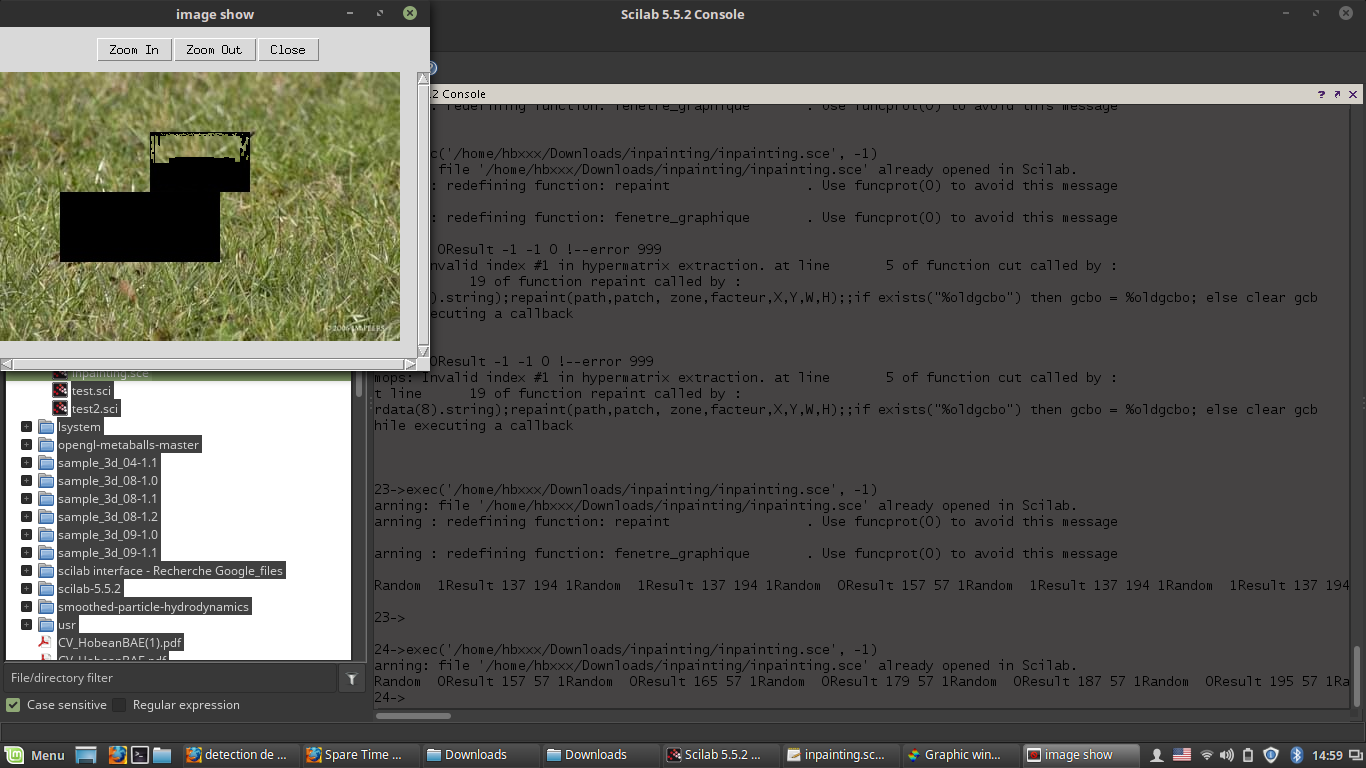 image show
Scilab 5.5.2 Console
Zoom In Zoom Out Close
.2 Console
: redefining function: fenetre_graphique . Use funcprot(0) to avoid this message
c('/home/hbxxx/Downloads/inpainting/inpainting.sce', -1)
file '/home/hbxxx/Downloads/inpainting/inpainting.sce' already opened in Scilab.
: redefining function: repaint . Use funcprot(0) to avoid this message
: redefining function: fenetre_graphique . Use funcprot(0) to avoid this message
0Result -1 -1 0 !--error 999
nvalid index #1 in hypermatrix extraction. at line 5 of function cut called by :
19 of function repaint called by :
).string);repaint(path,patch, zone,facteur,X,Y,W,H);;if exists("%oldgcbo") then gcbo = %oldgcbo; else clear gcb
ecuting a callback
0Result -1 -1 0 !--error 999
mops: Invalid index #1 in hypermatrix extraction. at line 5 of function cut called by :
t line 19 of function repaint called by :
rdata(8).string);repaint(path,patch, zone,facteur,X,Y,W,H);;if exists("%oldgcbo") then gcbo = %oldgcbo; else clear gcb
hile executing a callback
23->exec('/home/hbxxx/Downloads/inpainting/inpainting.sce', -1)
arning: file '/home/hbxxx/Downloads/inpainting/inpainting.sce' already opened in Scilab.
arning : redefining function: repaint . Use funcprot(0) to avoid this message
arning : redefining function: fenetre_graphique . Use funcprot(0) to avoid this message
Random 1Result 137 194 1Random 1Result 137 194 1Random 0Result 157 57 1Random 1Result 137 194 1Random 1Result 137 194
23->
24->exec('/home/hbxxx/Downloads/inpainting/inpainting.sce', -1)
arning: file '/home/hbxxx/Downloads/inpainting/inpainting.sce' already opened in Scilab.
Random 0Result 157 57 1Random 0Result 165 57 1Random 0Result 179 57 1Random 0Result 187 57 1Random 0Result 195 57 1Ra
24->
inpainting.sce
test.sci
test2.sci
lsystem
opengl-metaballs-master
sample_3d_04-1.1
sample_3d_08-1.0
sample_3d_08-1.1
sample_3d_08-1.2
sample_3d_09-1.0
sample_3d_09-1.1
scilab interface - Recherche Google_files
scilab-5.5.2
smoothed-particle-hydrodynamics
usr
CV_HobeanBAE(1).pdf
CV_HobeanBAE.pdf
File/directory filter
Case sensitive Regular expression
Menu detection de ... Spare Time ... Downloads Downloads Scilab 5.5.2 ... inpainting.sc... Graphic win... image show 14:59